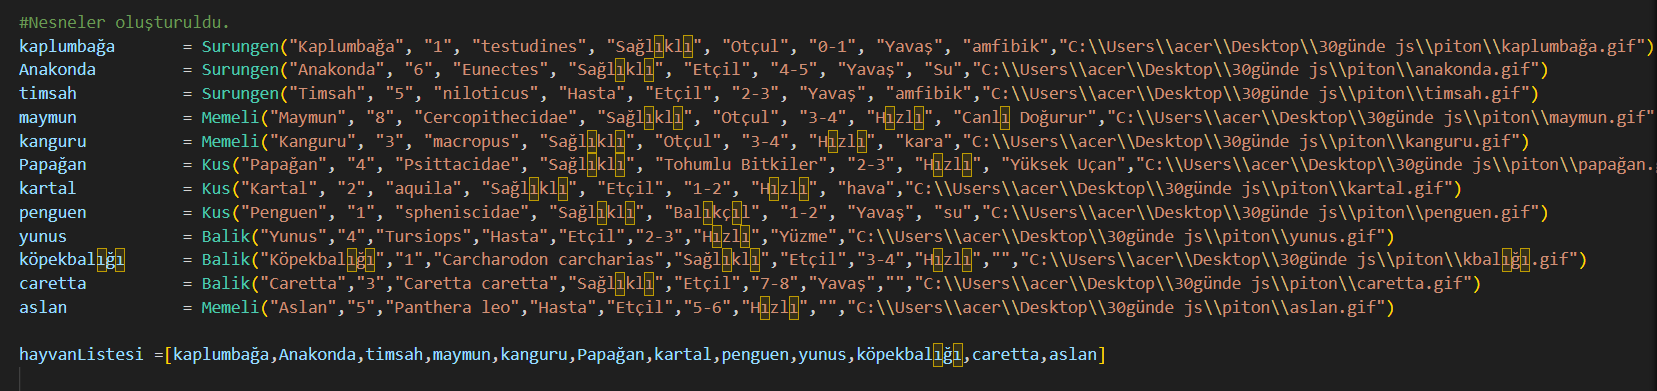 #Nesneler oluşturuldu.
kaplumbağa = Surungen("Kaplumbağa", "1", "testudines", "Sağlıklı", "Otçul", "0-1", "Yavaş", "amfibik","C:\\Users\\acer\\Desktop\\30günde js\\piton\\kaplumbağa.gif")
Anakonda = Surungen("Anakonda", "6", "Eunectes", "Sağlıklı", "Etçil", "4-5", "Yavaş", "Su","C:\\Users\\acer\\Desktop\\30günde js\\piton\\anakonda.gif")
timsah = Surungen("Timsah", "5", "niloticus", "Hasta", "Etçil", "2-3", "Yavaş", "amfibik","C:\\Users\\acer\\Desktop\\30günde js\\piton\\timsah.gif")
maymun = Memeli("Maymun", "8", "Cercopithecidae", "Sağlıklı", "Otçul", "3-4", "Hızlı", "Canlı Doğurur","C:\\Users\\acer\\Desktop\\30günde js\\piton\\maymun.gif"
kanguru = Memeli("Kanguru", "3", "macropus", "Sağlıklı", "Otçul", "3-4", "Hızlı", "kara","C:\\Users\\acer\\Desktop\\30günde js\\piton\\kanguru.gif")
Papağan = Kus("Papağan", "4", "Psittacidae", "Sağlıklı", "Tohumlu Bitkiler", "2-3", "Hızlı", "Yüksek Uçan","C:\\Users\\acer\\Desktop\\30günde js\\piton\\papağan.
kartal = Kus("Kartal", "2", "aquila", "Sağlıklı", "Etçil", "1-2", "Hızlı", "hava","C:\\Users\\acer\\Desktop\\30günde js\\piton\\kartal.gif")
penguen = Kus("Penguen", "1", "spheniscidae", "Sağlıklı", "Balıkçıl", "1-2", "Yavaş", "su","C:\\Users\\acer\\Desktop\\30günde js\\piton\\penguen.gif")
yunus = Balik("Yunus","4","Tursiops","Hasta","Etçil","2-3","Hızlı","Yüzme","C:\\Users\\acer\\Desktop\\30günde js\\piton\\yunus.gif")
köpekbalığı = Balik("Köpekbalığı","1","Carcharodon carcharias","Sağlıklı","Etçil","3-4","Hızlı","","C:\\Users\\acer\\Desktop\\30günde js\\piton\\kbalığı.gif")
caretta = Balik("Caretta","3","Caretta caretta","Sağlıklı","Etçil","7-8","Yavaş","","C:\\Users\\acer\\Desktop\\30günde js\\piton\\caretta.gif")
aslan = Memeli("Aslan","5","Panthera leo","Hasta","Etçil","5-6","Hızlı","","C:\\Users\\acer\\Desktop\\30günde js\\piton\\aslan.gif")
hayvanListesi =[kaplumbağa,Anakonda,timsah,maymun,kanguru,Papağan,kartal,penguen,yunus,köpekbalığı,caretta,aslan]